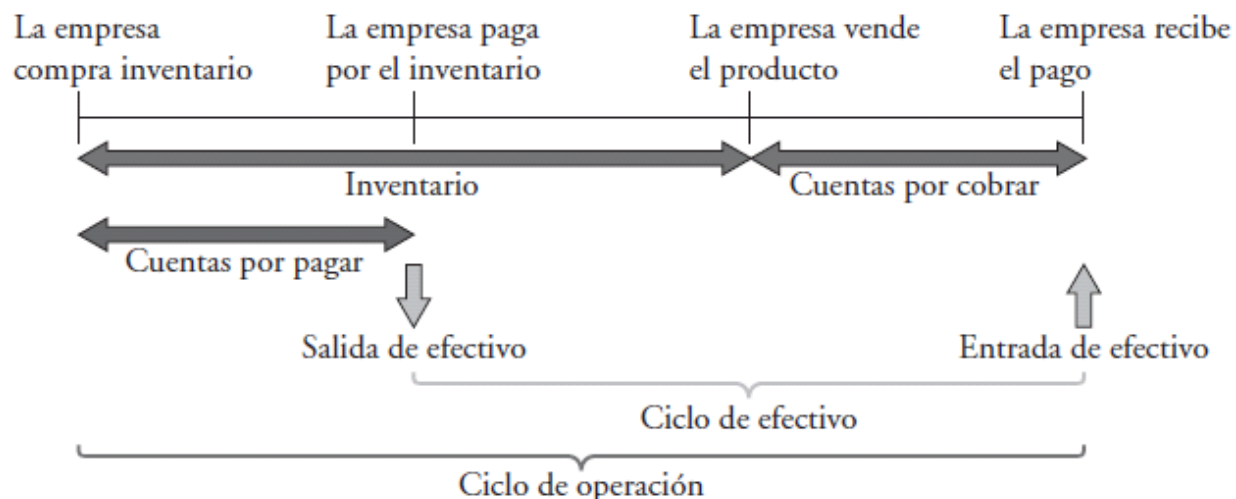 La empresa
compra inventario
La empresa paga
por el inventario
La empresa vende
el producto
La empresa recibe
el pago
Inventario
Cuentas por cobrar
Cuentas por pagar
Salida de efectivo
Entrada de efectivo
Ciclo de efectivo
Ciclo de operación